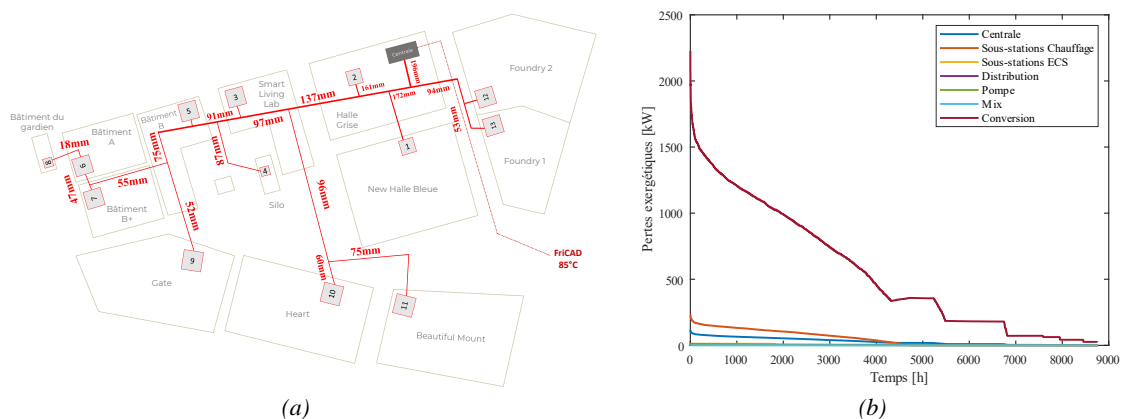 Centrale
Foundry 2
196mm
2
161mm
172mm
94mm
137mm
Smart
Living
Lab
3
5
91mm
97mm
Halle
Grise
53mm
12
13
Foundry 1
1
Bâtiment du
gardien
Bâtiment
A
Bâtiment
B
18mm
8
6
75mm
87mm
4
Silo
New Halle Bleue
47mm
7
55mm
Bâtiment
B+
52mm
96mm
9
Gate
75mm
60mm
10
Heart
11
Beautiful Mount
FriCAD
85°C
(a)
2500
2000
1500
1000
500
0
Pertes exergétiques [kW]
0 1000 2000 3000 4000 5000 6000 7000 8000 9000
Temps [h]
Centrale
Sous-stations Chauffage
Sous-stations ECS
Distribution
Pompe
Mix
Conversion
(b)